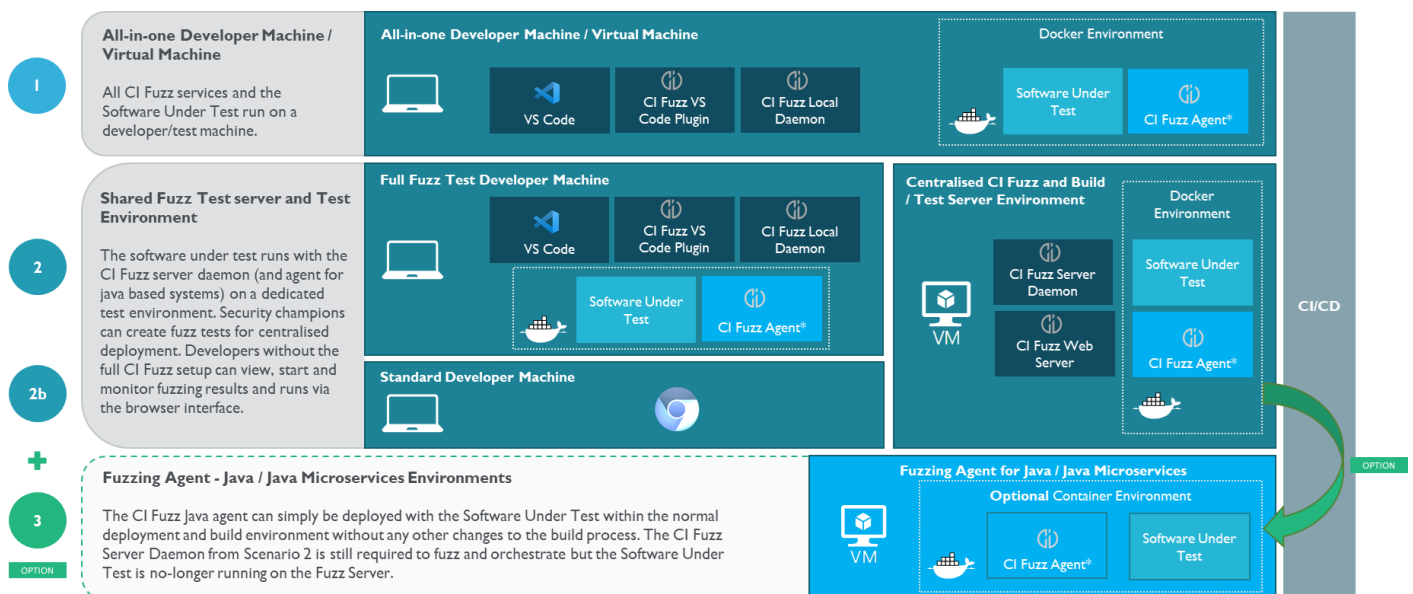 1
All-in-one Developer Machine /
Virtual Machine
All CI Fuzz services and the
Software Under Test run on a
developer/test machine.
All-in-one Developer Machine / Virtual Machine
VS Code
CI Fuzz VS
Code Plugin
CI Fuzz Local
Daemon
Docker Environment
Software Under
Test
CI Fuzz Agent*
2
Shared Fuzz Test server and Test
Environment
The software under test runs with the
CI Fuzz server daemon (and agent for
java based systems) on a dedicated
test environment. Security champions
can create fuzz tests for centralised
deployment. Developers without the
full CI Fuzz setup can view, start and
monitor fuzzing results and runs via
the browser interface.
Full Fuzz Test Developer Machine
VS Code
CI Fuzz VS
Code Plugin
CI Fuzz Local
Daemon
Software Under
Test
CI Fuzz Agent*
2b
Standard Developer Machine
Centralised CI Fuzz and Build
/ Test Server Environment
VM
CI Fuzz Server
Daemon
CI Fuzz Web
Server
Docker
Environment
Software Under
Test
CI Fuzz Agent*
CI/CD
OPTION
3
OPTION
Fuzzing Agent - Java / Java Microservices Environments
The CI Fuzz Java agent can simply be deployed with the Software Under Test within the normal
deployment and build environment without any other changes to the build process. The CI Fuzz
Server Daemon from Scenario 2 is still required to fuzz and orchestrate but the Software Under
Test is no-longer running on the Fuzz Server.
Fuzzing Agent for Java / Java Microservices
VM
Optional Container Environment
CI Fuzz Agent*
Software Under
Test